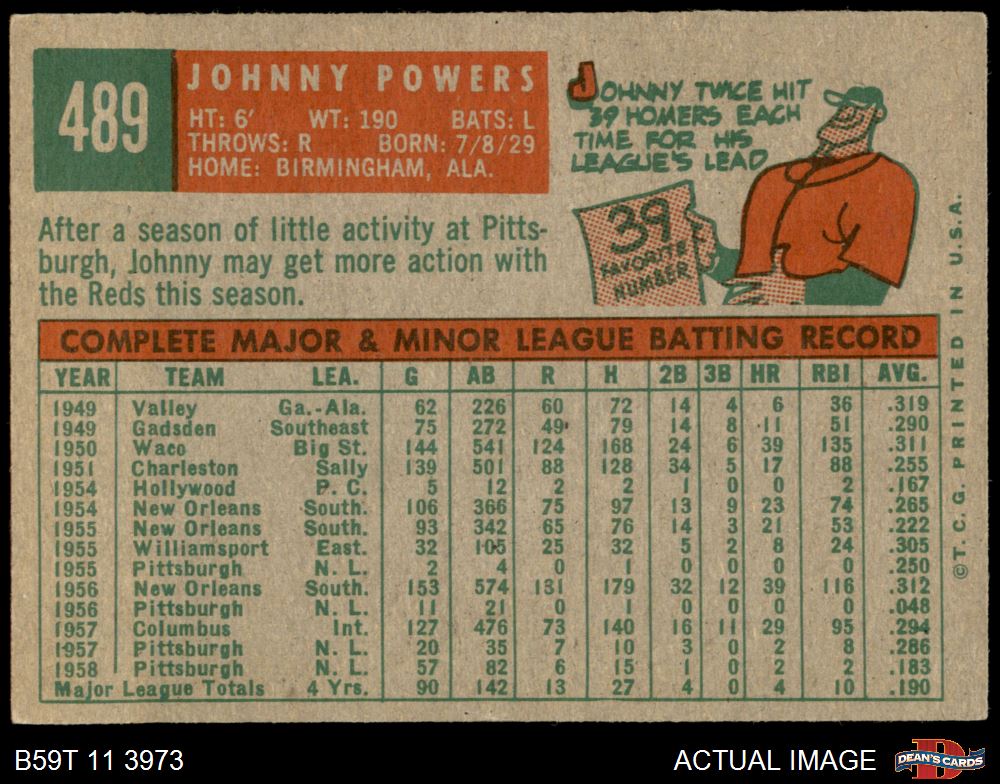 489
JOHNNY POWERS
HT: 6' WT: 190 BATS: L
THROWS: R BORN: 7/8/29
HOME: BIRMINGHAM, ALA.
JOHNNY TWICE HIT
39 HOMERS EACH
TIME FOR HIS
LEAGUE'S LEAD
39
FAVORITE
NUMBER
After a season of little activity at Pitts-
burgh, Johnny may get more action with
the Reds this season.
COMPLETE MAJOR & MINOR LEAGUE BATTING RECORD
YEAR TEAM LEA. G AB R H 2B 3B HR RBI AVG.
1949 Valley Ga.-Ala. 62 226 60 72 14 4 6 36 .319
1949 Gadsden Southeast 75 272 49 79 14 8 11 51 .290
1950 Waco Big St. 144 541 124 168 24 6 39 135 .311
1951 Charleston Sally 139 501 88 128 34 5 17 88 .255
1954 Hollywood P. C. 5 12 2 2 1 0 0 2 .167
1954 New Orleans South. 106 366 75 97 13 9 23 74 .265
1955 New Orleans South. 93 342 65 76 14 3 21 53 .222
1955 Williamsport East. 32 105 25 32 5 2 8 24 .305
1955 Pittsburgh N. L. 2 4 0 1 0 0 0 0 .250
1956 New Orleans South. 153 574 131 179 32 12 39 116 .312
1956 Pittsburgh N. L. 11 21 0 1 0 0 0 0 .048
1957 Columbus Int. 127 476 73 140 16 11 29 95 .294
1957 Pittsburgh N. L. 20 35 7 10 3 0 2 8 .286
1958 Pittsburgh N. L. 57 82 6 15 1 0 2 2 .183
Major League Totals 4 Yrs. 90 142 13 27 4 0 4 10 .190
© T. C. G. PRINTED IN U.S.A.
B59T 11 3973
ACTUAL IMAGE
DEAN'S CARDS